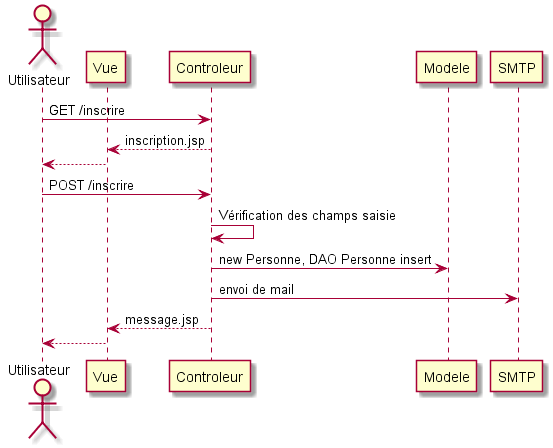 Utilisateur
Vue
Controleur
Modele
SMTP
GET /inscrire
inscription.jsp
POST /inscrire
Vérification des champs saisie
new Personne, DAO Personne insert
envoi de mail
message.jsp
Utilisateur
Vue
Controleur
Modele
SMTP